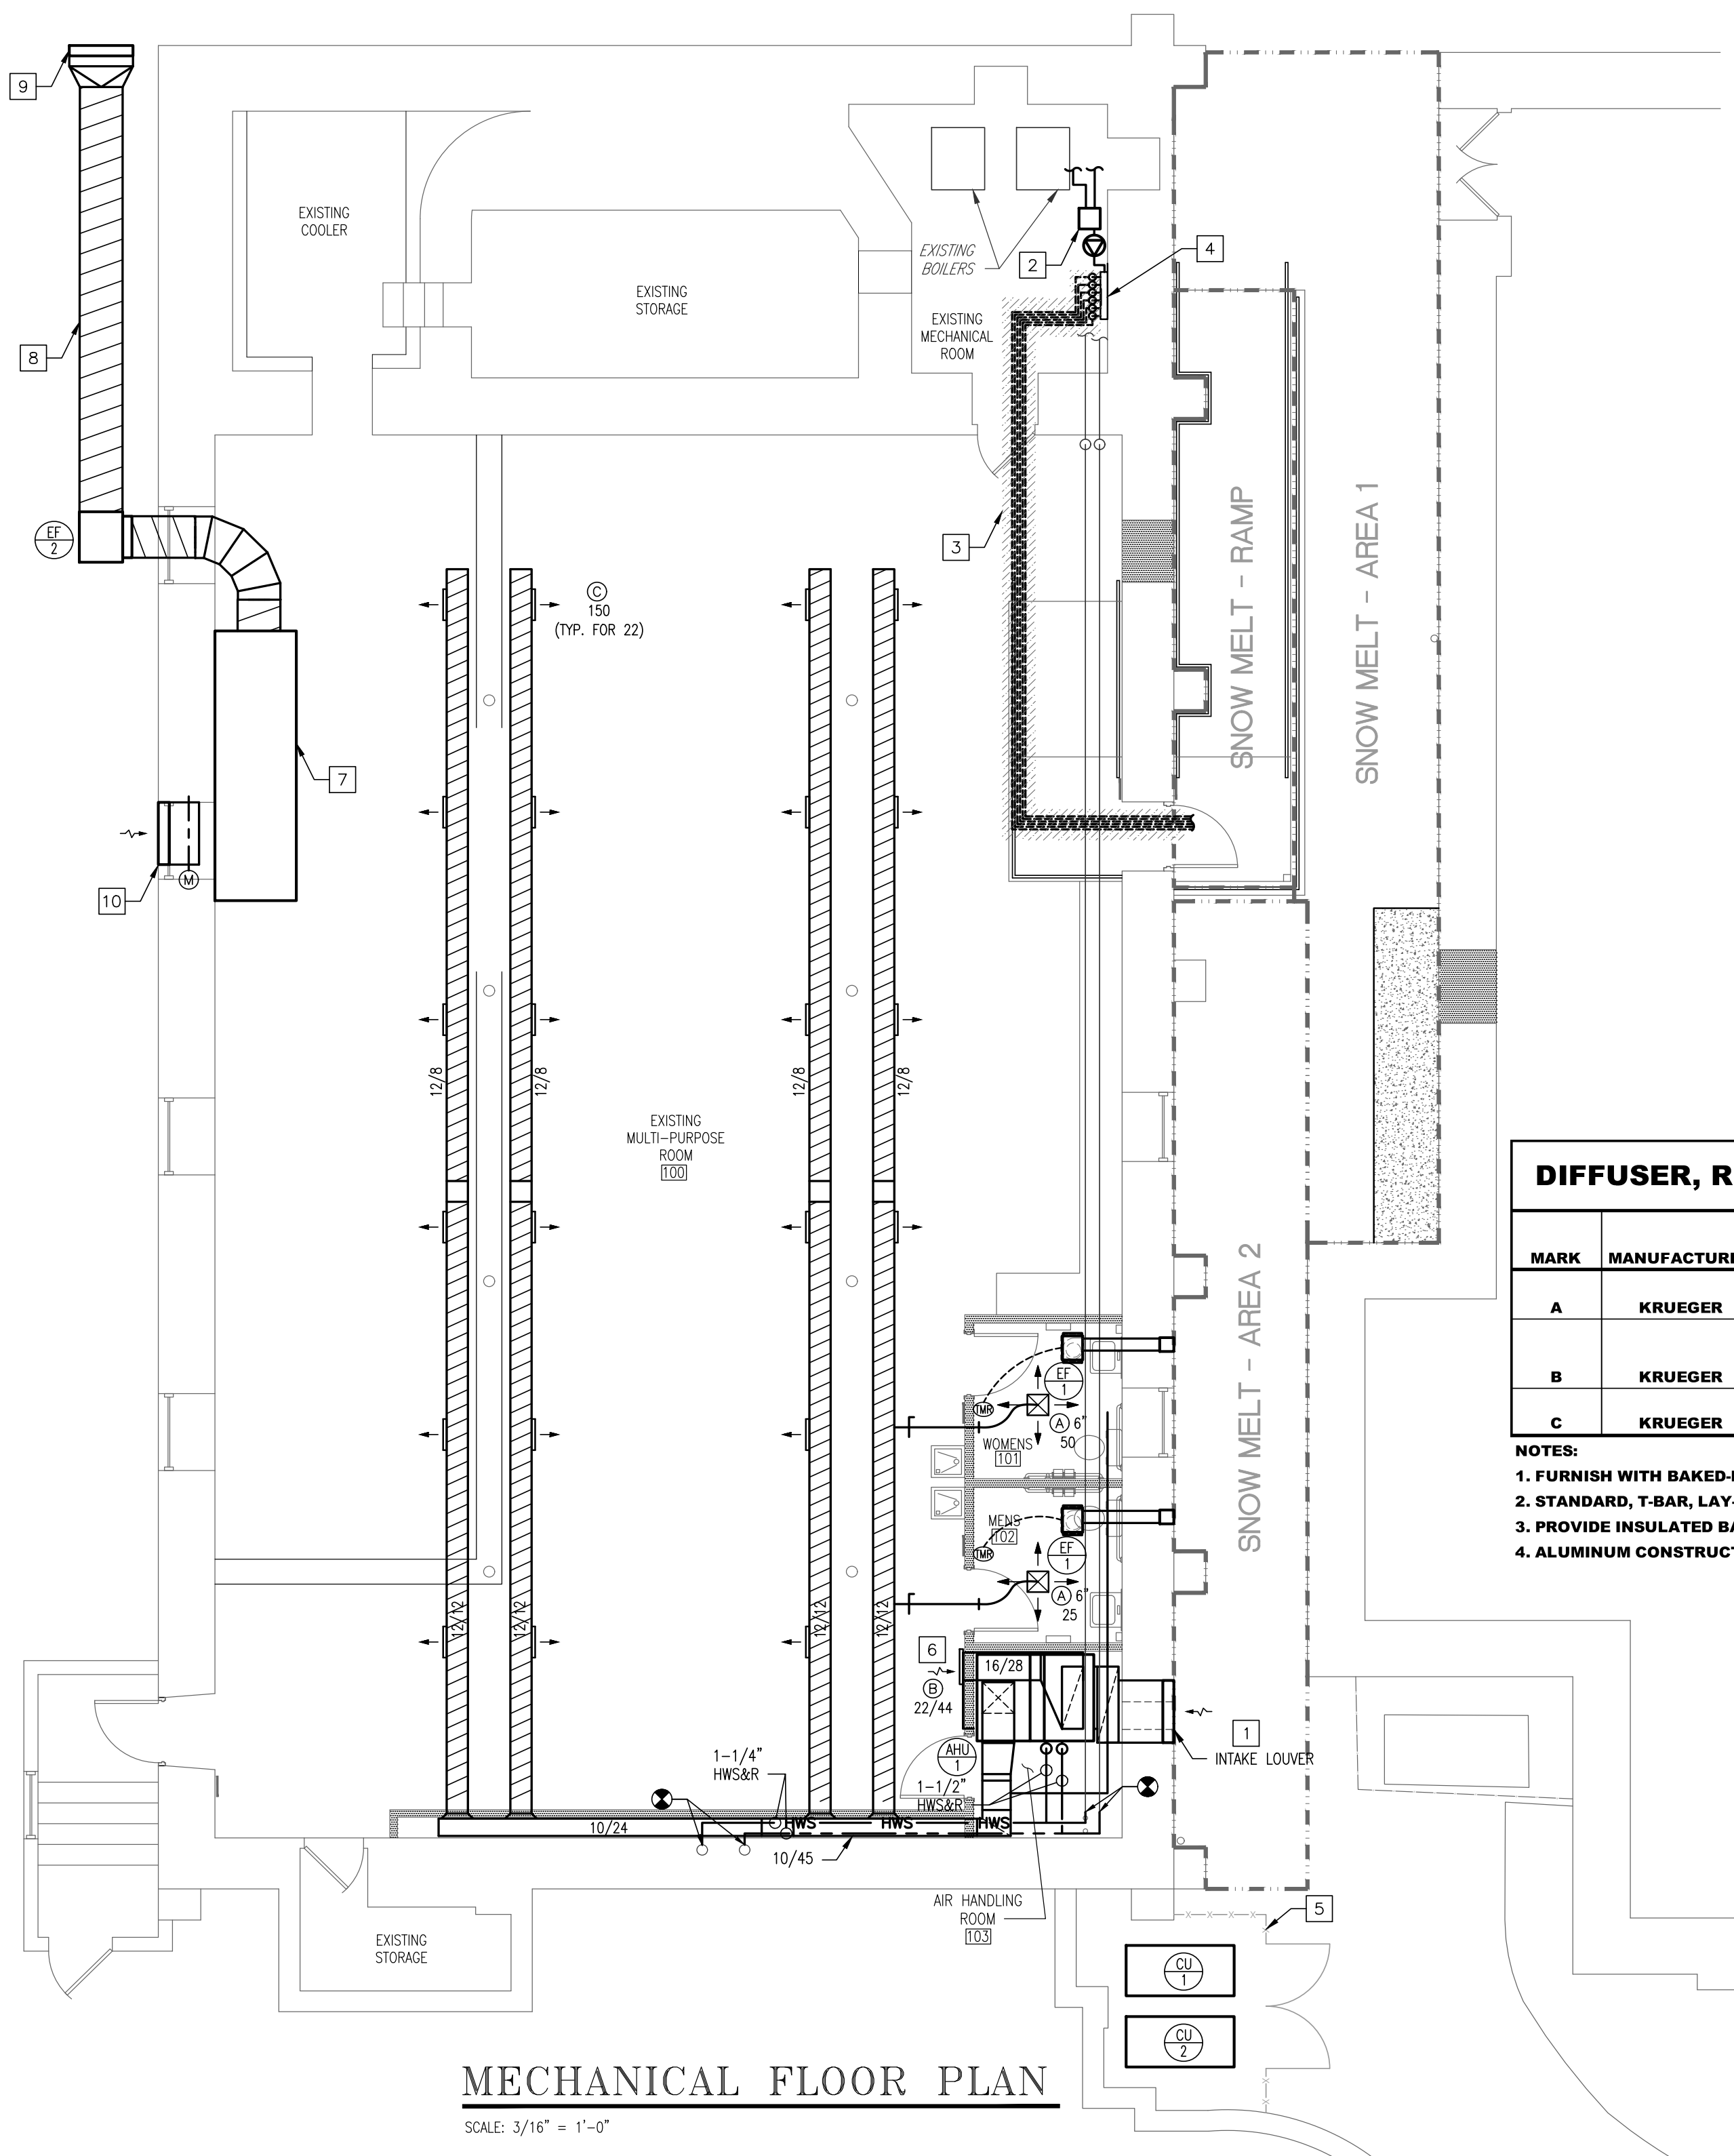 9
EXISTING
COOLER
EXISTING
BOILERS
2
4
EXISTING
STORAGE
EXISTING
MECHANICAL
ROOM
8
EF
2
3
SNOW MELT - RAMP
SNOW MELT - AREA 1
C
150
(TYP. FOR 22)
7
10
M
12/8
12/8
12/8
12/8
EXISTING
MULTI-PURPOSE
ROOM
100
SNOW MELT - AREA 2
DIFFUSER, R
MARK
MANUFACTUR
A
KRUEGER
B
KRUEGER
C
KRUEGER
NOTES:
1. FURNISH WITH BAKED-
2. STANDARD, T-BAR, LAY-
3. PROVIDE INSULATED BA
4. ALUMINUM CONSTRUCT
EF
1
TMR
A 6"
50
WOMENS
101
MENS
102
TMR
EF
1
A 6"
25
12/12
12/12
12/12
12/12
6
B
22/44
16/28
1
INTAKE LOUVER
AHU
1
1-1/4"
HWS&R
1-1/2"
HWS&R
HWS
HWS
HWS
10/24
10/45
AIR HANDLING
ROOM
103
5
EXISTING
STORAGE
CU
1
CU
2
MECHANICAL FLOOR PLAN
SCALE: 3/16" = 1'-0"